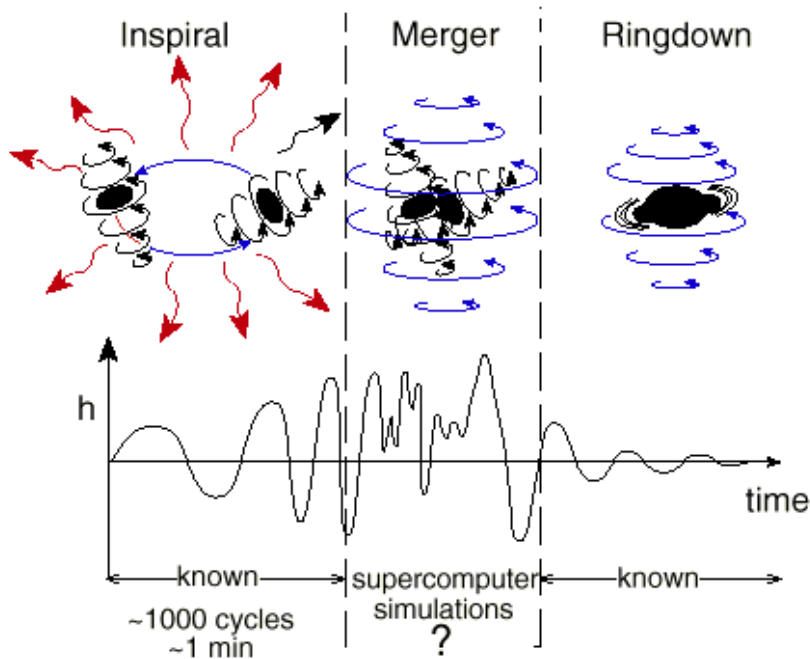 Inspiral
Merger
Ringdown
h
time
known
supercomputer
simulations
?
known
~1000 cycles
~1 min